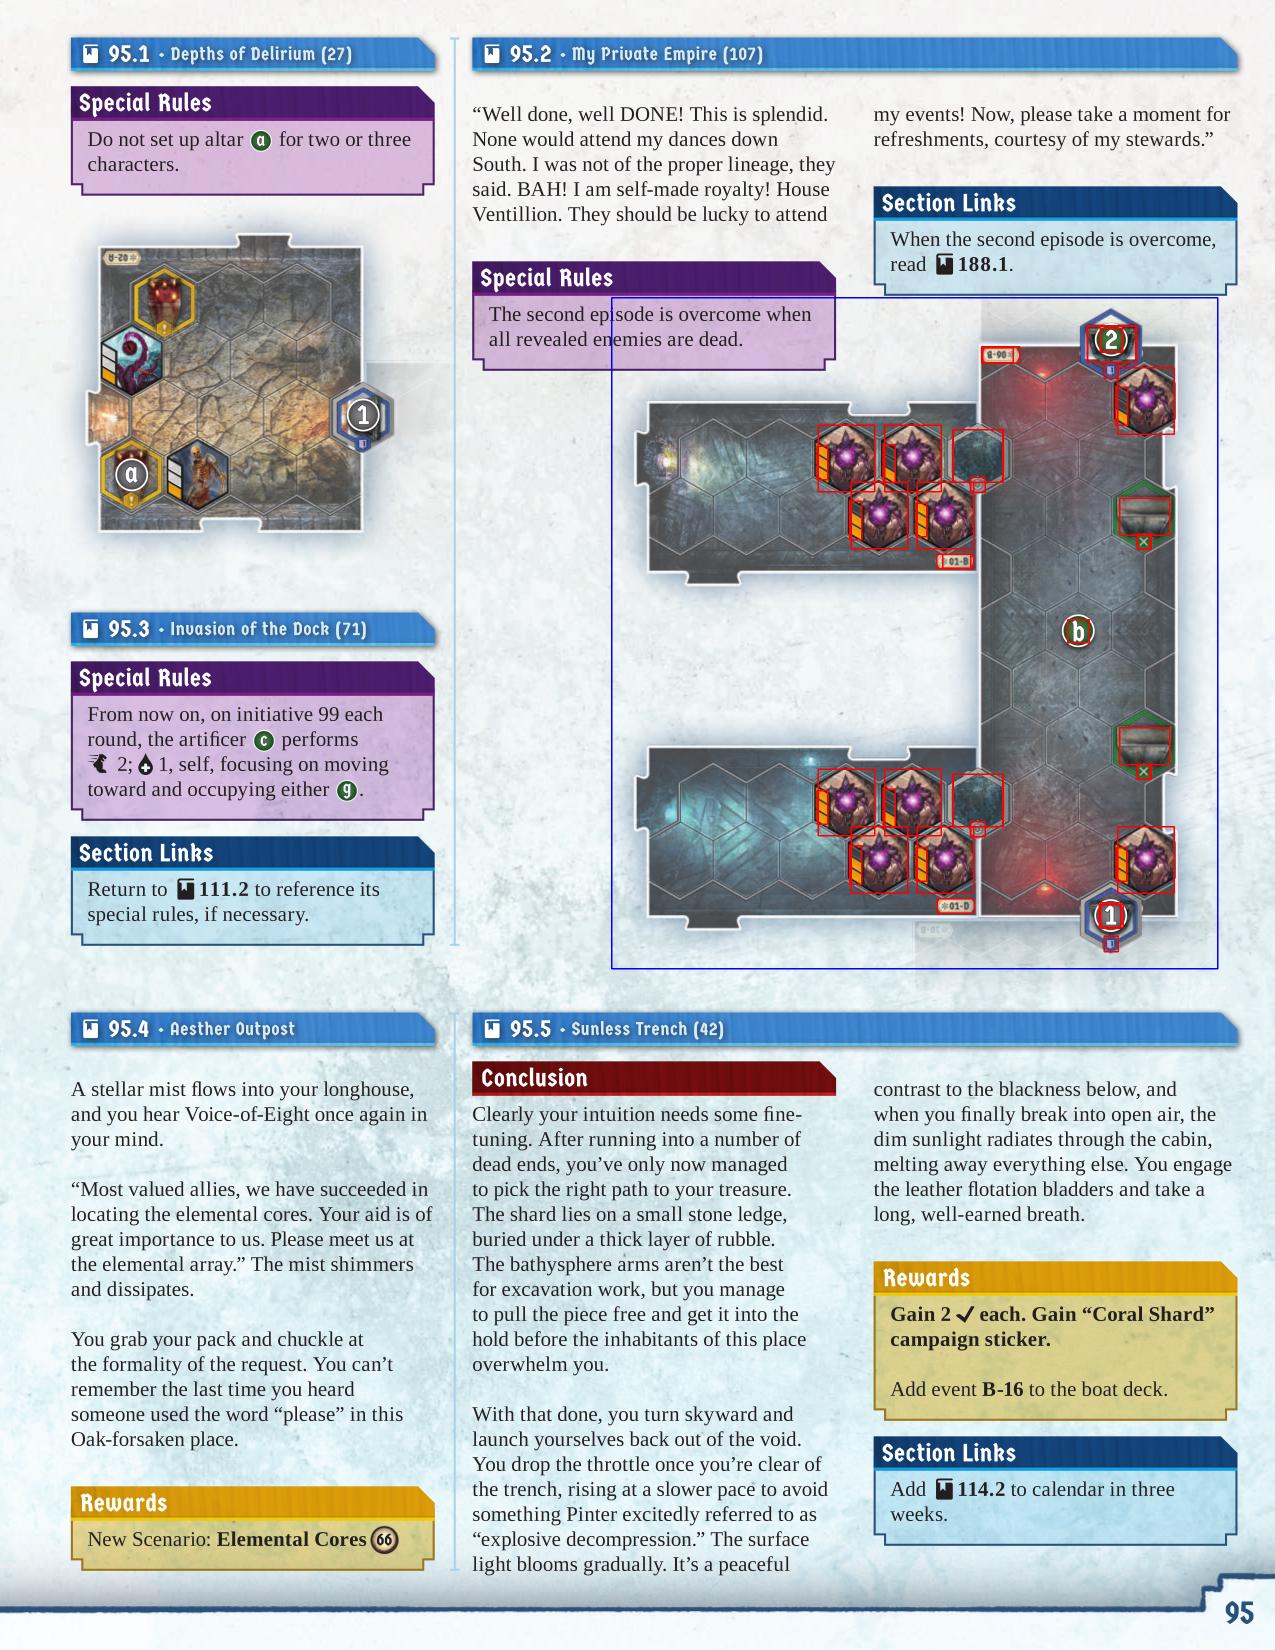 95.1 • Depths of Delirium (27)
Special Rules
Do not set up altar a for two or three
characters.
02-A
1
a
95.3 • Invasion of the Dock (71)
Special Rules
From now on, on initiative 99 each
round, the artificer c performs
2; 1, self, focusing on moving
toward and occupying either g.
Section Links
Return to 111.2 to reference its
special rules, if necessary.
95.2 • My Private Empire (107)
“Well done, well DONE! This is splendid.
None would attend my dances down
South. I was not of the proper lineage, they
said. BAH! I am self-made royalty! House
Ventillion. They should be lucky to attend
my events! Now, please take a moment for
refreshments, courtesy of my stewards.”
Special Rules
The second episode is overcome when
all revealed enemies are dead.
Section Links
When the second episode is overcome,
read 188.1.
06-B
2
01-B
b
01-D
1
95.4 • Aesther Outpost
A stellar mist flows into your longhouse,
and you hear Voice-of-Eight once again in
your mind.
“Most valued allies, we have succeeded in
locating the elemental cores. Your aid is of
great importance to us. Please meet us at
the elemental array.” The mist shimmers
and dissipates.
You grab your pack and chuckle at
the formality of the request. You can’t
remember the last time you heard
someone used the word “please” in this
Oak-forsaken place.
Rewards
New Scenario: Elemental Cores 66
95.5 • Sunless Trench (42)
Conclusion
Clearly your intuition needs some fine-
tuning. After running into a number of
dead ends, you’ve only now managed
to pick the right path to your treasure.
The shard lies on a small stone ledge,
buried under a thick layer of rubble.
The bathysphere arms aren’t the best
for excavation work, but you manage
to pull the piece free and get it into the
hold before the inhabitants of this place
overwhelm you.
With that done, you turn skyward and
launch yourselves back out of the void.
You drop the throttle once you’re clear of
the trench, rising at a slower pace to avoid
something Pinter excitedly referred to as
“explosive decompression.” The surface
light blooms gradually. It’s a peaceful
contrast to the blackness below, and
when you finally break into open air, the
dim sunlight radiates through the cabin,
melting away everything else. You engage
the leather flotation bladders and take a
long, well-earned breath.
Rewards
Gain 2 ✓ each. Gain “Coral Shard”
campaign sticker.
Add event B-16 to the boat deck.
Section Links
Add 114.2 to calendar in three
weeks.
95